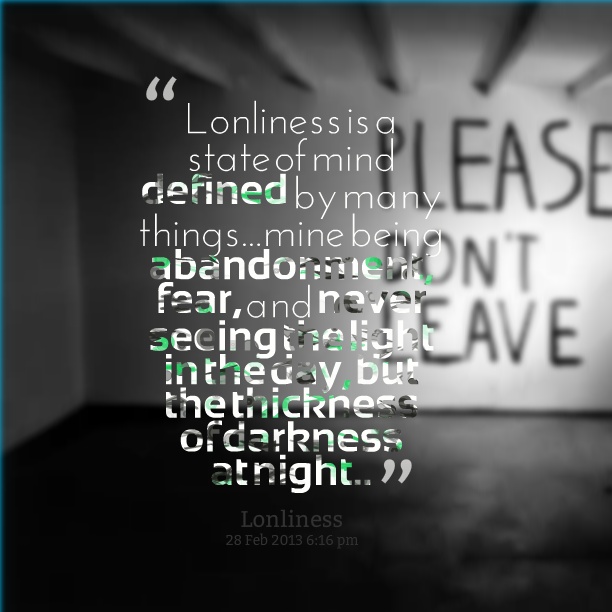 “
Lonliness is a
state of mind
defined by many
things...mine being
abandonment,
fear, and never
seeing the light
in the day, but
the thickness
of darkness
at night.. ”
PLEASE
DON'T
LEAVE
Lonliness
28 Feb 2013 6:16 pm